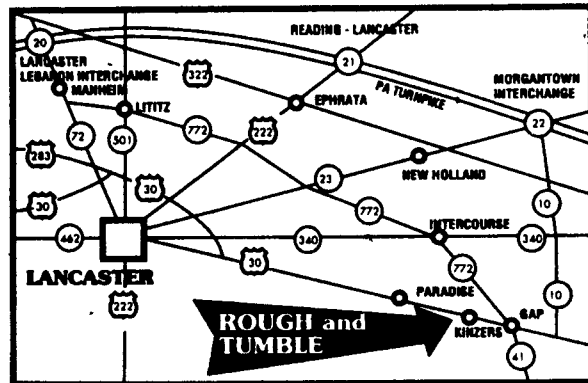 READING - LANCASTER
20
21
LANCASTER
LEBANON INTERCHANGE
MANHEIM
322
PA TURNPIKE
MORGANTOWN
INTERCHANGE
EPHRATA
LITITZ
22
72
501
772
222
283
NEW HOLLAND
30
23
772
10
30
INTERCOURSE
462
340
340
LANCASTER
30
772
222
PARADISE
10
ROUGH and
TUMBLE
KINZERS
GAP
41